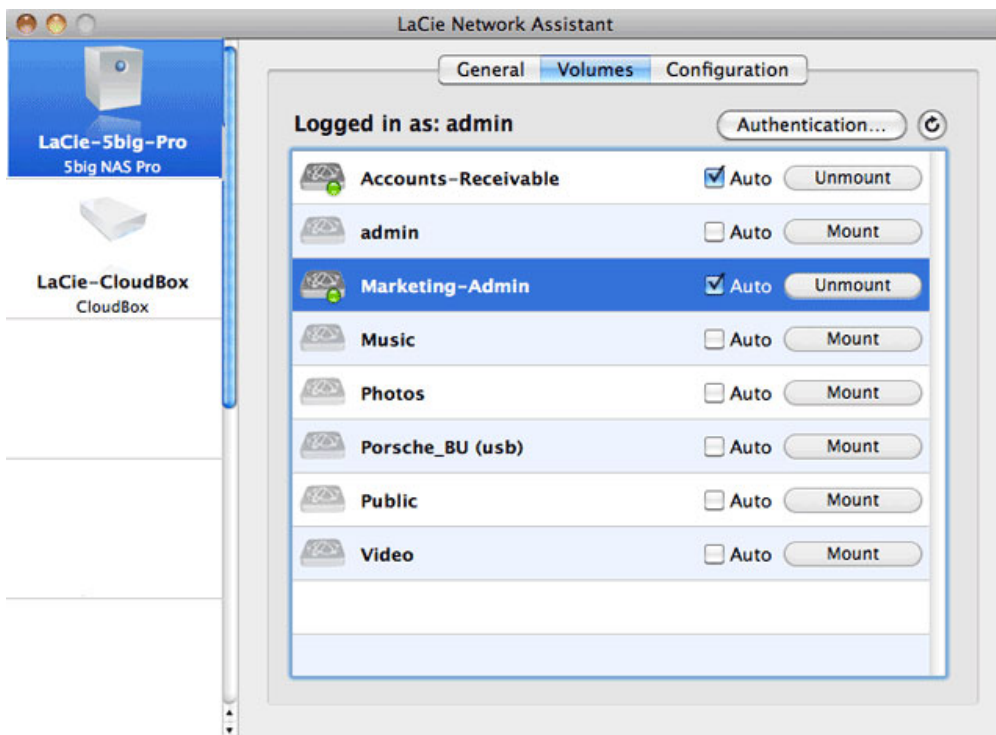 LaCie Network Assistant
LaCie-5big-Pro
5big NAS Pro
LaCie-CloudBox
CloudBox
General Volumes Configuration
Logged in as: admin Authentication...
Accounts-Receivable Auto Unmount
admin Auto Mount
Marketing-Admin Auto Unmount
Music Auto Mount
Photos Auto Mount
Porsche_BU (usb) Auto Mount
Public Auto Mount
Video Auto Mount